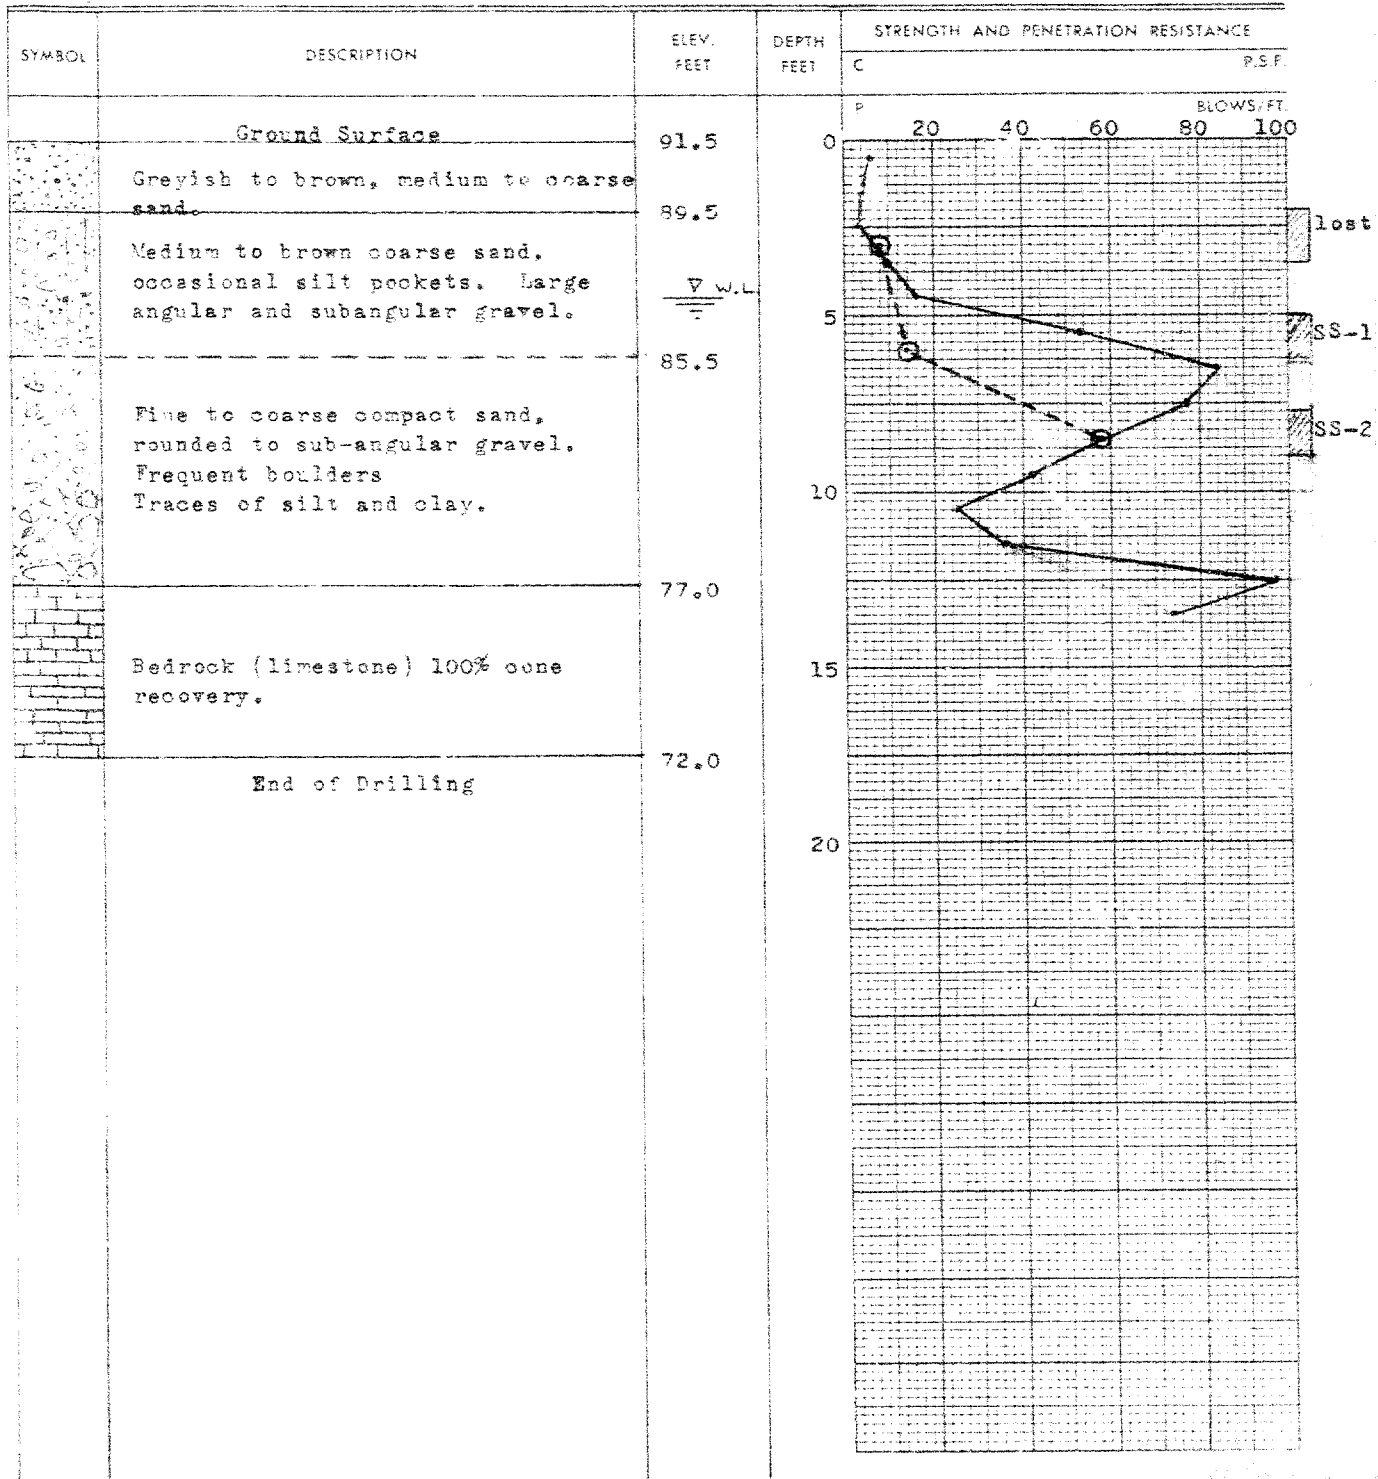 SYMBOL
DESCRIPTION
ELEV.
FEET
DEPTH
FEET
STRENGTH AND PENETRATION RESISTANCE
C P.S.F.
P BLOWS/FT.
0 20 40 60 80 100
Ground Surface 91.5
Greyish to brown, medium to coarse
sand. 89.5
lost
Medium to brown coarse sand,
occasional silt pockets. Large
angular and subangular gravel.
W.L.
5
SS-1
85.5
Fine to coarse compact sand,
rounded to sub-angular gravel.
Frequent boulders
Traces of silt and clay.
SS-2
10
77.0
Bedrock (limestone) 100% cone
recovery.
15
72.0
End of Drilling
20